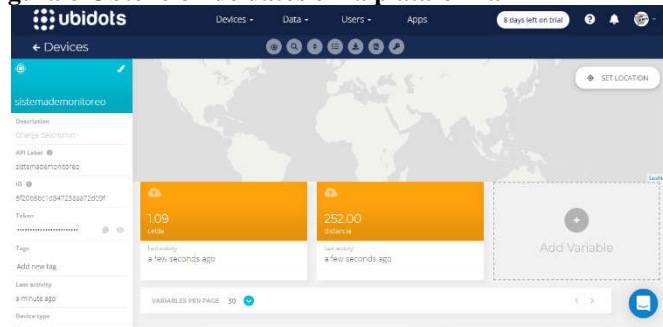 ubidots
Devices
Data
Users
Apps
8 days left on trial
Devices
SET LOCATION
sistemademonitoreo
Description
Change description
API Label
sistemademonitoreo
ID
Token
Tags
Add new tag
Last activity
a minute ago
Device type
1.09
celda
Last activity
a few seconds ago
252.00
distancia
Last activity
a few seconds ago
Add Variable
VARIABLES PER PAGE 30